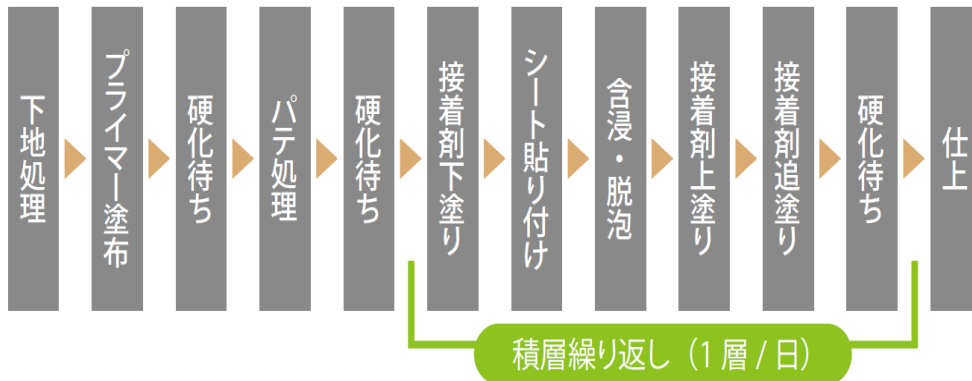 下地処理
プライマー塗布
硬化待ち
パテ処理
硬化待ち
接着剤下塗り
シート貼り付け
含浸・脱泡
接着剤上塗り
接着剤追塗り
硬化待ち
仕上
積層繰り返し（1 層 / 日）